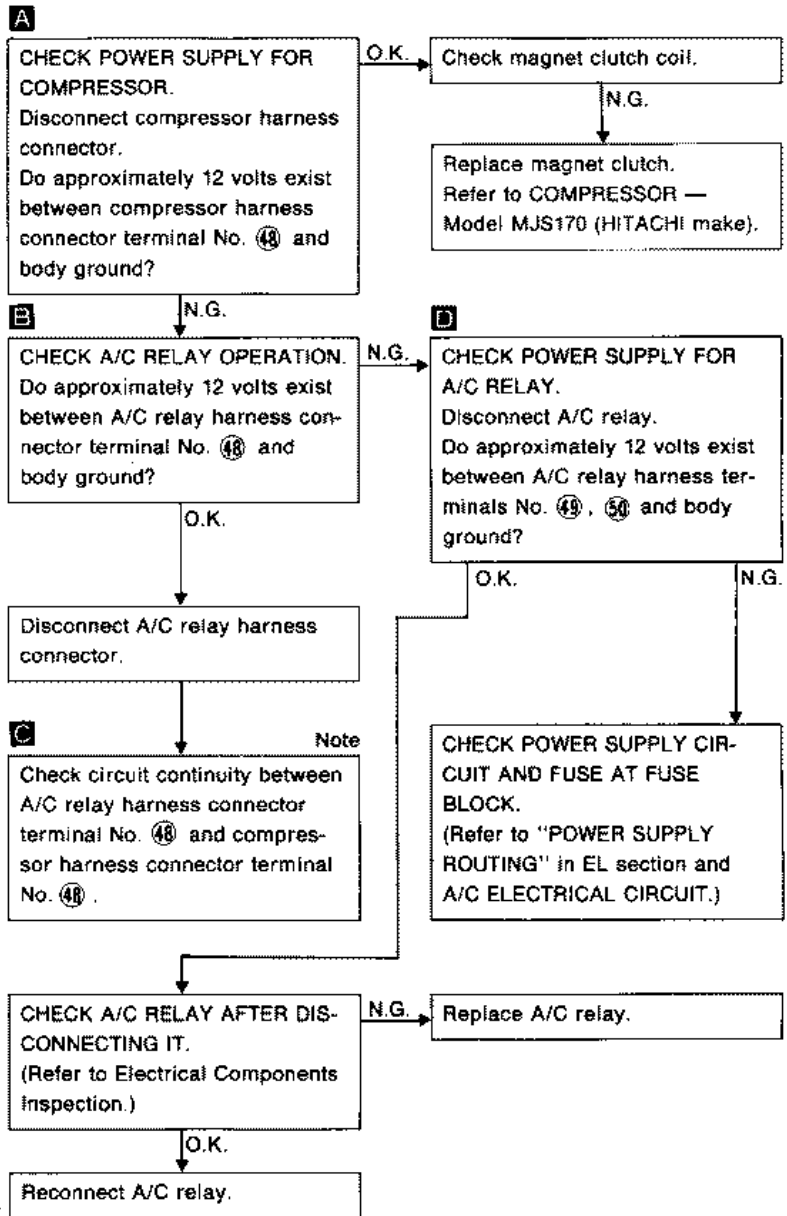 A
CHECK POWER SUPPLY FOR
COMPRESSOR.
Disconnect compressor harness
connector.
Do approximately 12 volts exist
between compressor harness
connector terminal No. 48 and
body ground?
O.K.
Check magnet clutch coil.
N.G.
Replace magnet clutch.
Refer to COMPRESSOR —
Model MJS170 (HITACHI make).
N.G.
B
CHECK A/C RELAY OPERATION.
Do approximately 12 volts exist
between A/C relay harness con-
nector terminal No. 48 and
body ground?
N.G.
D
CHECK POWER SUPPLY FOR
A/C RELAY.
Disconnect A/C relay.
Do approximately 12 volts exist
between A/C relay harness ter-
minals No. 49, 50 and body
ground?
O.K.
O.K.
N.G.
Disconnect A/C relay harness
connector.
C
Note
Check circuit continuity between
A/C relay harness connector
terminal No. 48 and compres-
sor harness connector terminal
No. 48.
CHECK POWER SUPPLY CIR-
CUIT AND FUSE AT FUSE
BLOCK.
(Refer to "POWER SUPPLY
ROUTING" in EL section and
A/C ELECTRICAL CIRCUIT.)
CHECK A/C RELAY AFTER DIS-
CONNECTING IT.
(Refer to Electrical Components
Inspection.)
N.G.
Replace A/C relay.
O.K.
Reconnect A/C relay.